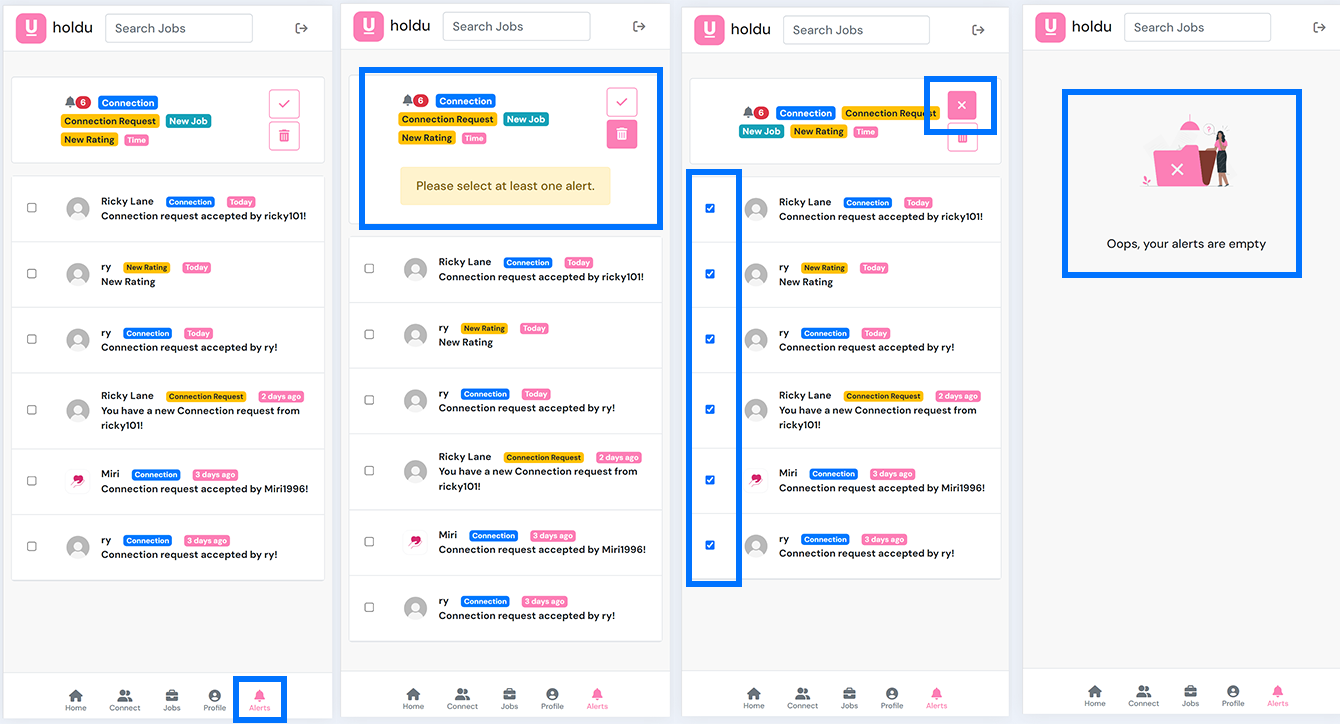 U holdu Search Jobs
6 Connection
Connection Request New Job
New Rating Time
Ricky Lane Connection Today
Connection request accepted by ricky101!
ry New Rating Today
New Rating
ry Connection Today
Connection request accepted by ry!
Ricky Lane Connection Request 2 days ago
You have a new Connection request from
ricky101!
Miri Connection 3 days ago
Connection request accepted by Miri1996!
ry Connection 3 days ago
Connection request accepted by ry!
Home Connect Jobs Profile Alerts
U holdu Search Jobs
6 Connection
Connection Request New Job
New Rating Time
Please select at least one alert.
Ricky Lane Connection Today
Connection request accepted by ricky101!
ry New Rating Today
New Rating
ry Connection Today
Connection request accepted by ry!
Ricky Lane Connection Request 2 days ago
You have a new Connection request from
ricky101!
Miri Connection 3 days ago
Connection request accepted by Miri1996!
ry Connection 3 days ago
Connection request accepted by ry!
Home Connect Jobs Profile Alerts
U holdu Search Jobs
6 Connection Connection Request
New Job New Rating Time
Ricky Lane Connection Today
Connection request accepted by ricky101!
ry New Rating Today
New Rating
ry Connection Today
Connection request accepted by ry!
Ricky Lane Connection Request 2 days ago
You have a new Connection request from
ricky101!
Miri Connection 3 days ago
Connection request accepted by Miri1996!
ry Connection 3 days ago
Connection request accepted by ry!
Home Connect Jobs Profile Alerts
U holdu Search Jobs
?
Oops, your alerts are empty
Home Connect Jobs Profile Alerts